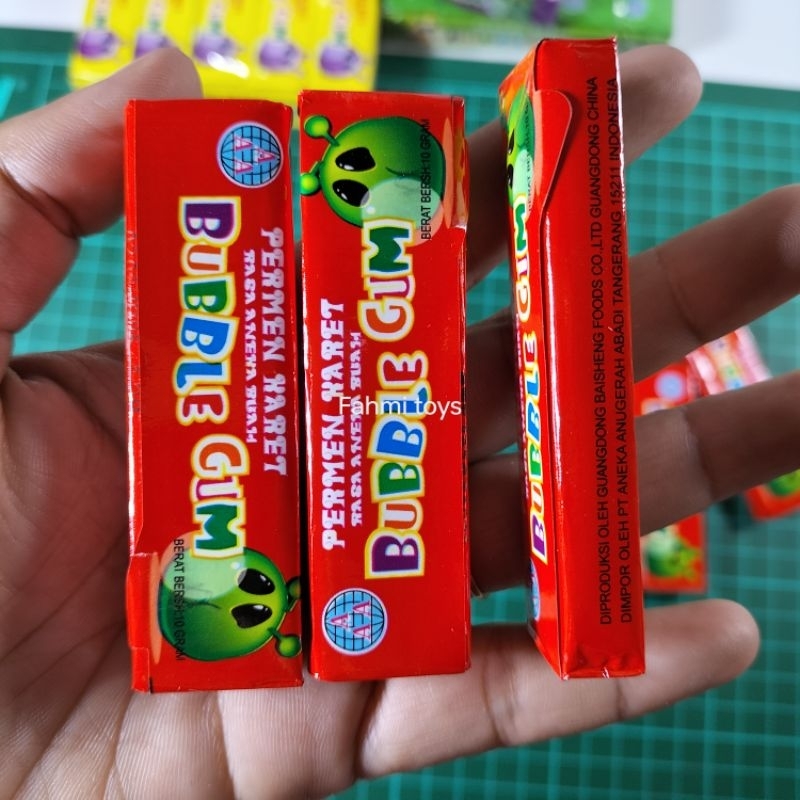 BUBBLE GUM
PERMEN KARET
RASA ANEKA BUAH
BERAT BERSIH 10 GRAM
AAA
BUBBLE GUM
PERMEN KARET
RASA ANEKA BUAH
BERAT BERSIH 10 GRAM
AAA
BUBBLE GUM
DIPRODUKSI OLEH GUANGDONG BAISHENG FOODS CO.,LTD GUANGDONG CHINA
DIIMPOR OLEH PT ANEKA ANUGERAH ABADI TANGERANG 15211 INDONESIA
Fahmi toys